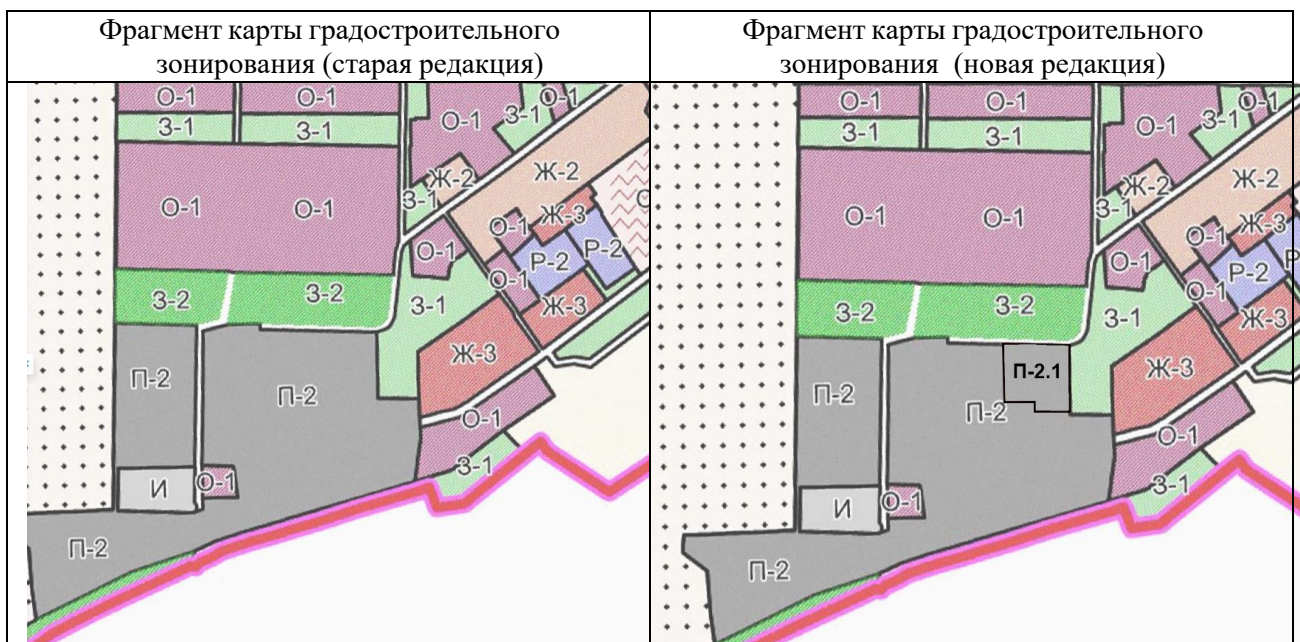 Фрагмент карты градостроительного
зонирования (старая редакция)
Фрагмент карты градостроительного
зонирования (новая редакция)
О-1
О-1
З-1
З-1
О-1
З-1
О-1
Ж-2
Ж-2
З-1
О-1
О-1
О-1
Ж-3
О-1
Р-2
Р-2
О-1
З-2
З-2
З-1
Ж-3
Ж-3
П-2
П-2
О-1
З-1
И
О-1
П-2
О-1
О-1
З-1
З-1
О-1
З-1
О-1
Ж-2
Ж-2
З-1
О-1
О-1
О-1
Ж-3
О-1
Р-2
О-1
З-2
З-2
З-1
Ж-3
П-2.1
Ж-3
П-2
П-2
О-1
З-1
И
О-1
П-2